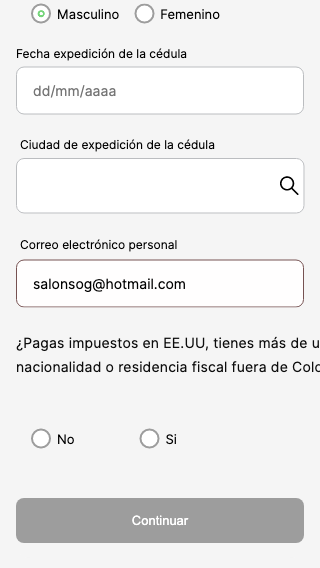 Masculino Femenino
Fecha expedición de la cédula
dd/mm/aaaa
Ciudad de expedición de la cédula
Correo electrónico personal
salonsog@hotmail.com
¿Pagas impuestos en EE.UU, tienes más de u
nacionalidad o residencia fiscal fuera de Colo
No Si
Continuar